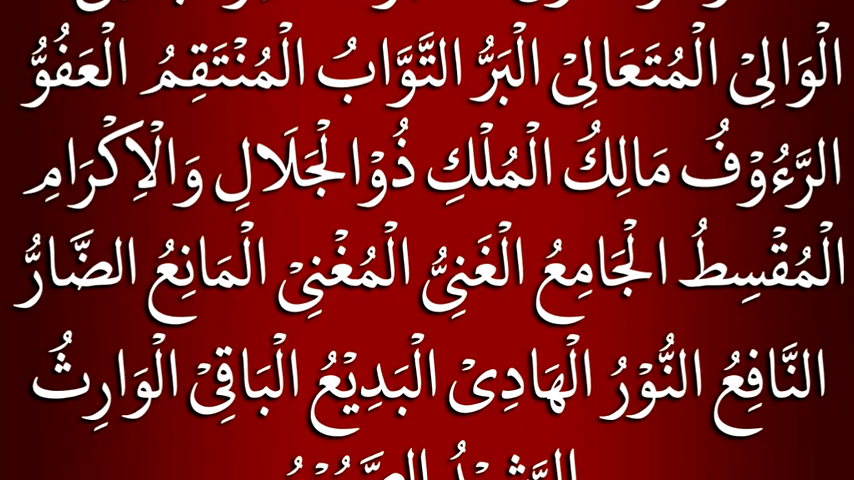 الْوَالِیْ الْمُتَعَالِیْ الْبَرُّ التَّوَّابُ الْمُنْتَقِمُ الْعَفُوُّ
الرَّءُوْفُ مَالِكُ الْمُلْكِ ذُوْالْجَلَالِ وَالْاِكْرَامِ
الْمُقْسِطُ الْجَامِعُ الْغَنِیُّ الْمُغْنِیْ الْمَانِعُ الضَّارُّ
النَّافِعُ النُّوْرُ الْهَادِیْ الْبَدِیْعُ الْبَاقِیْ الْوَارِثُ